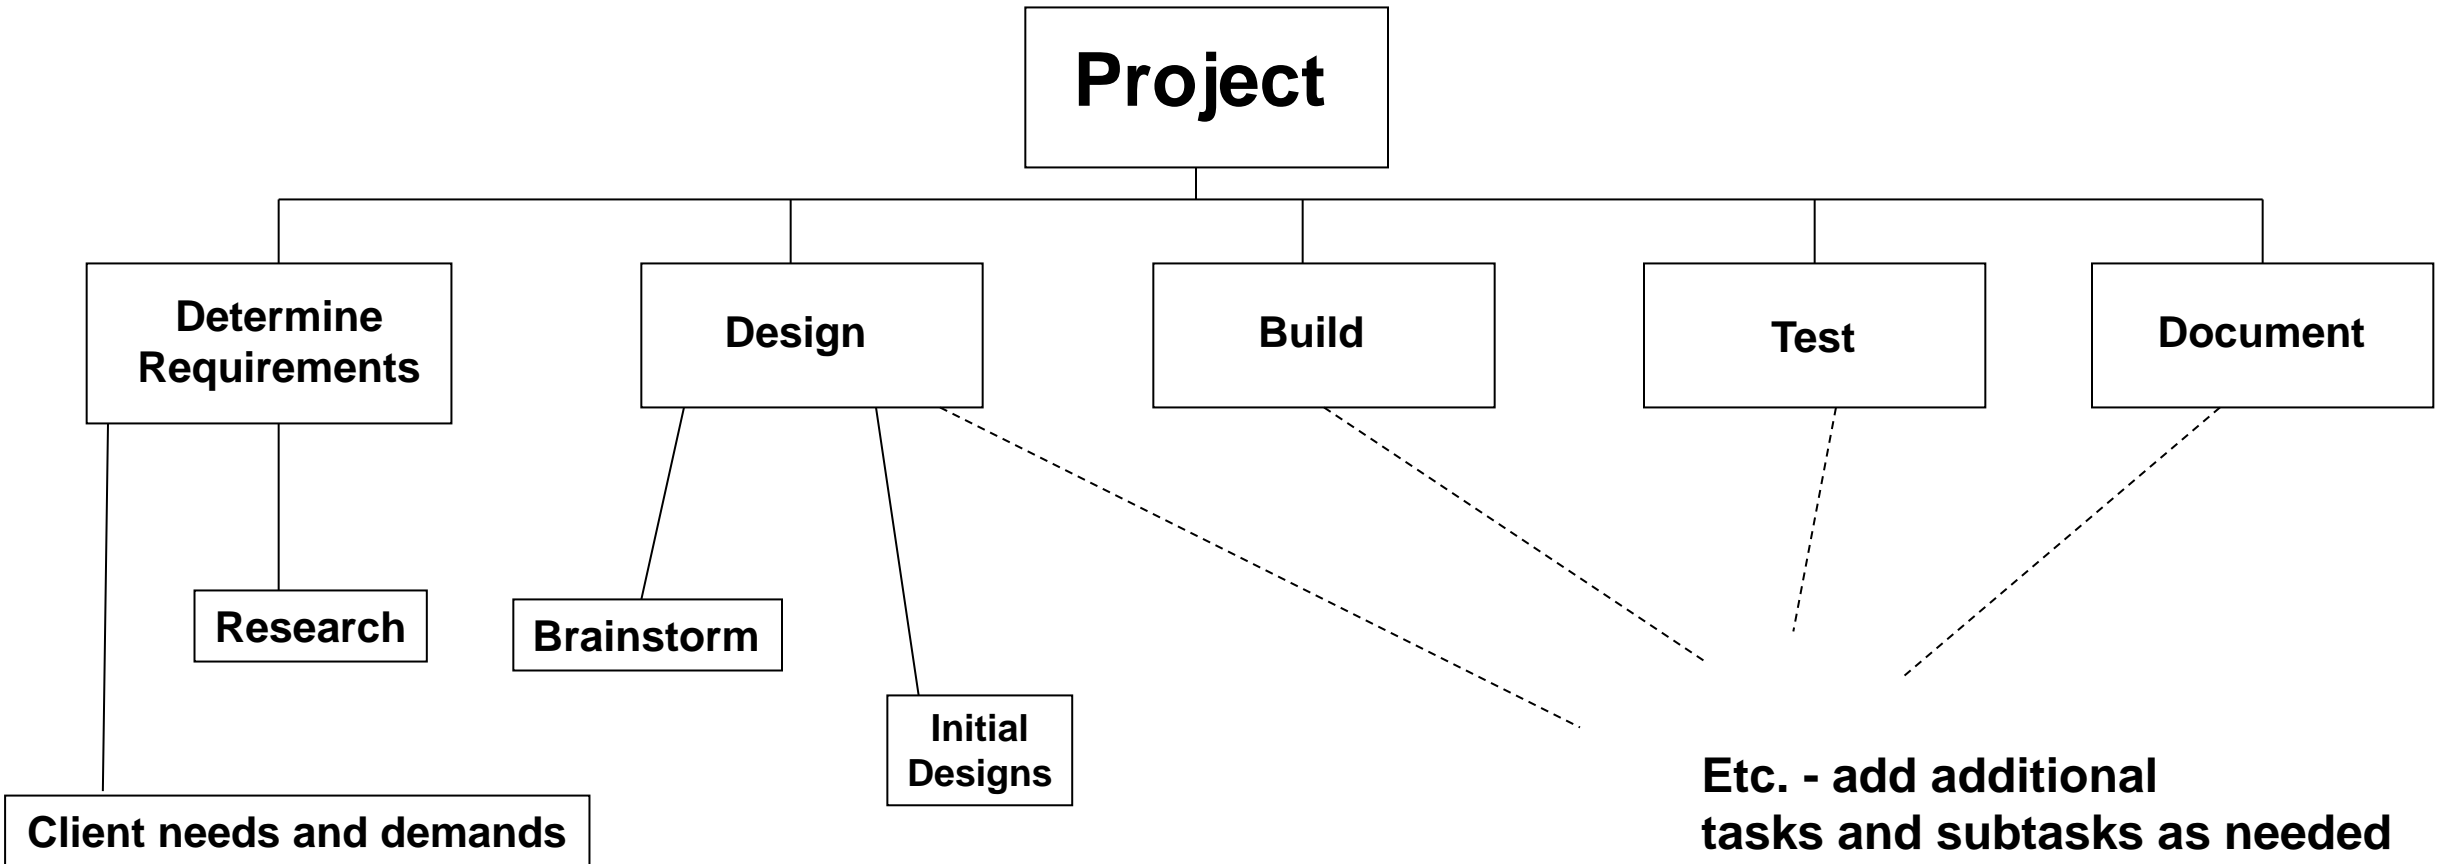 Project
Determine
Requirements
Design
Build
Test
Document
Research
Brainstorm
Initial
Designs
Client needs and demands
Etc. - add additional
tasks and subtasks as needed